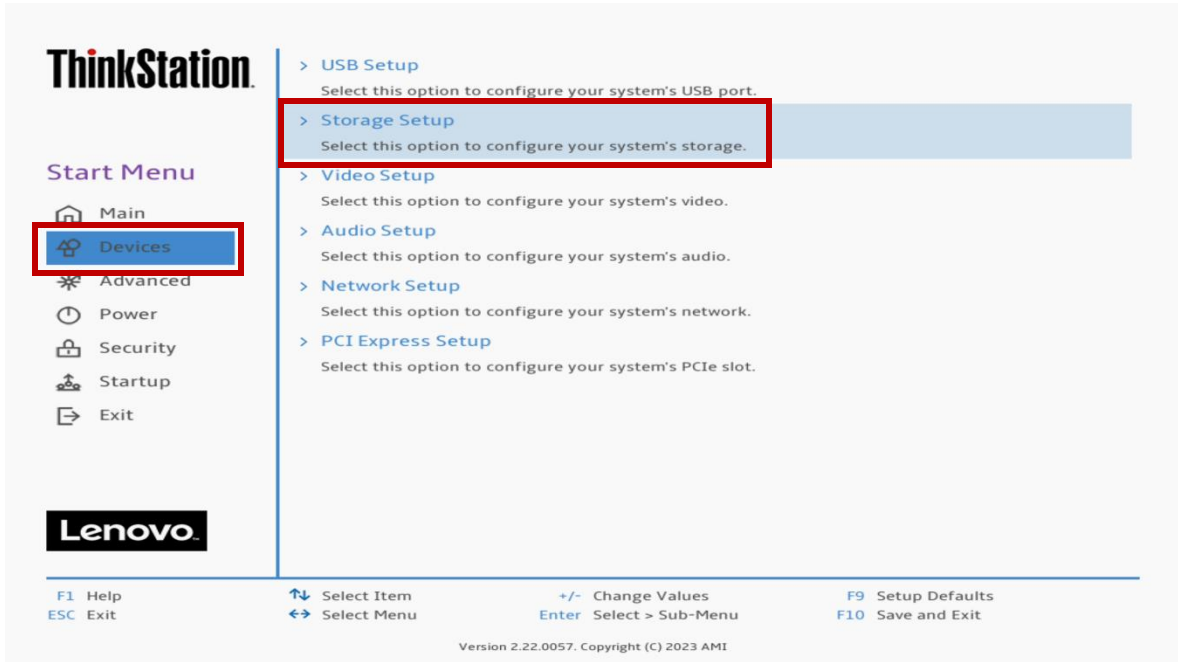 ThinkStation
Start Menu
Main
Devices
Advanced
Power
Security
Startup
Exit
Lenovo
> USB Setup
Select this option to configure your system's USB port.
> Storage Setup
Select this option to configure your system's storage.
> Video Setup
Select this option to configure your system's video.
> Audio Setup
Select this option to configure your system's audio.
> Network Setup
Select this option to configure your system's network.
> PCI Express Setup
Select this option to configure your system's PCIe slot.
F1 Help ↑↓ Select Item +/- Change Values F9 Setup Defaults
ESC Exit ←→ Select Menu Enter Select > Sub-Menu F10 Save and Exit
Version 2.22.0057. Copyright (C) 2023 AMI